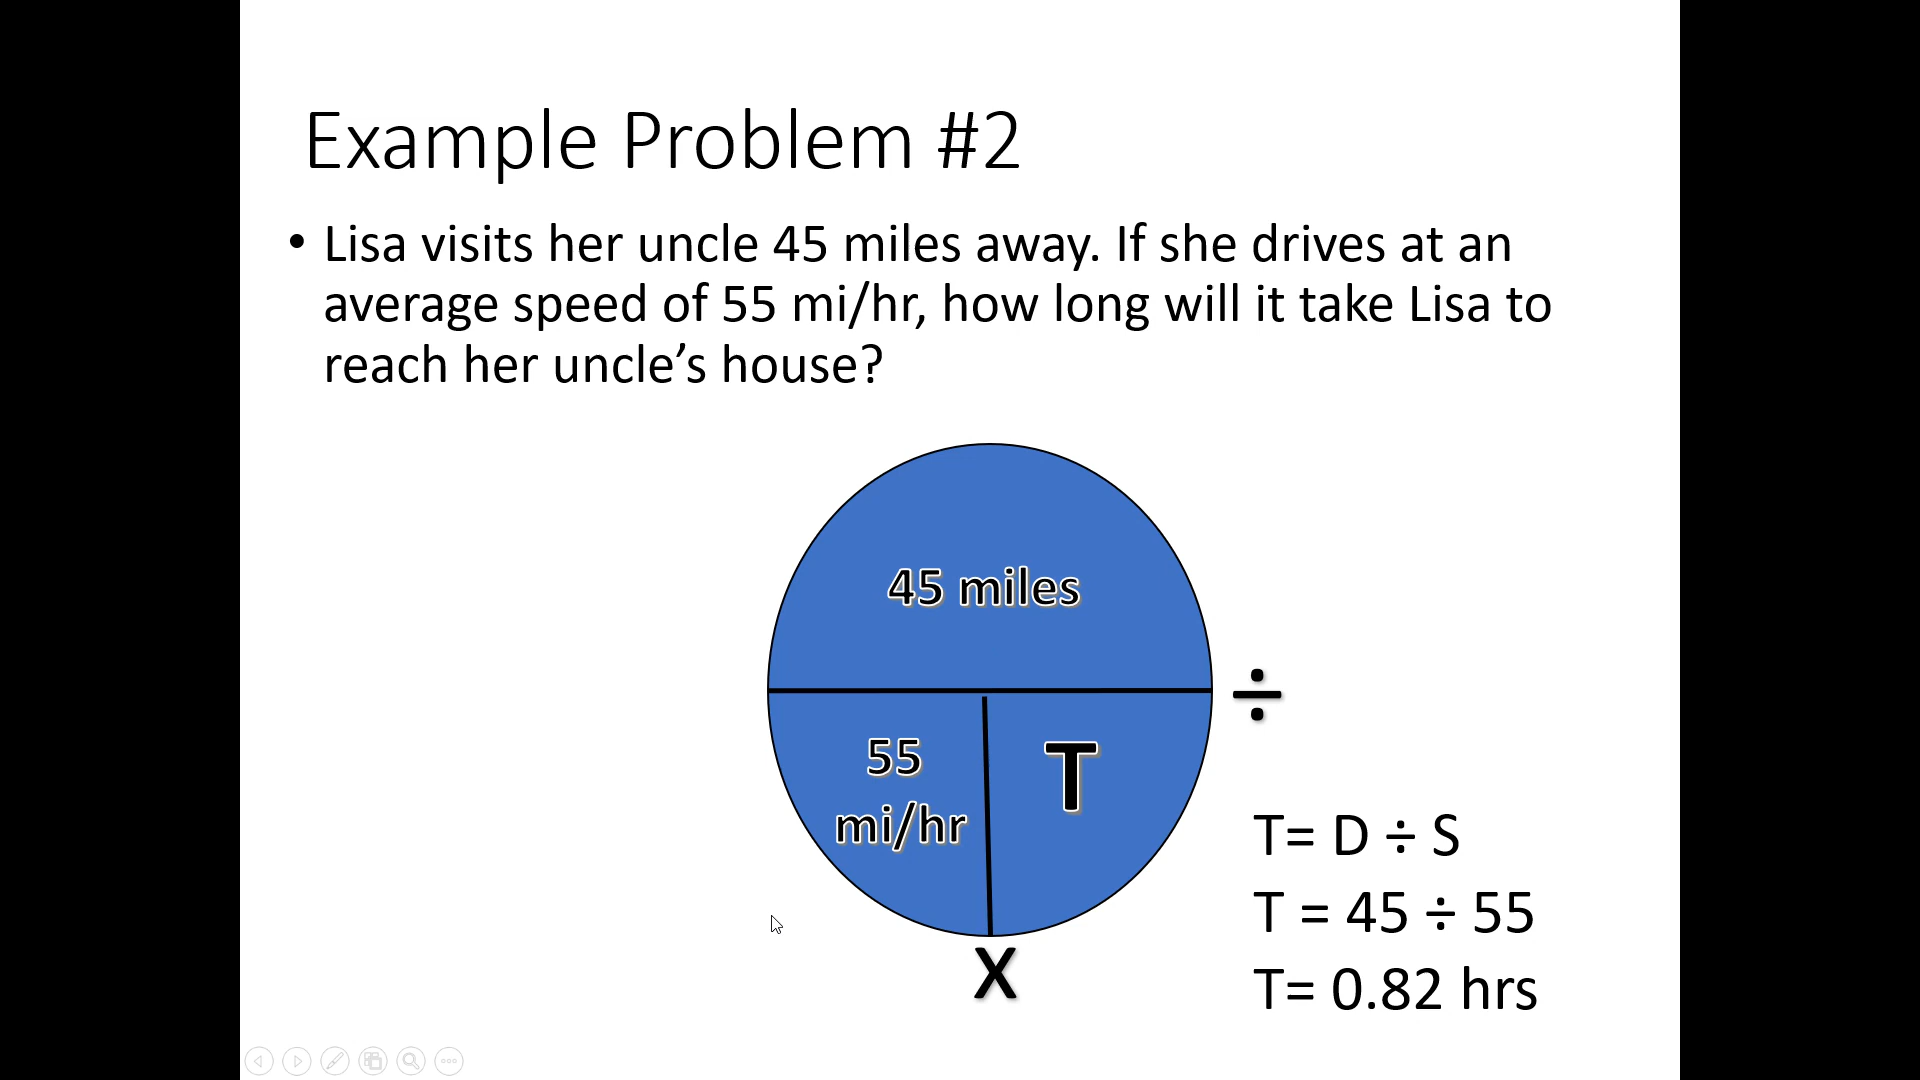 Example Problem #2
• Lisa visits her uncle 45 miles away. If she drives at an
average speed of 55 mi/hr, how long will it take Lisa to
reach her uncle’s house?
45 miles
÷
55
mi/hr
T
X
T= D ÷ S
T = 45 ÷ 55
T= 0.82 hrs